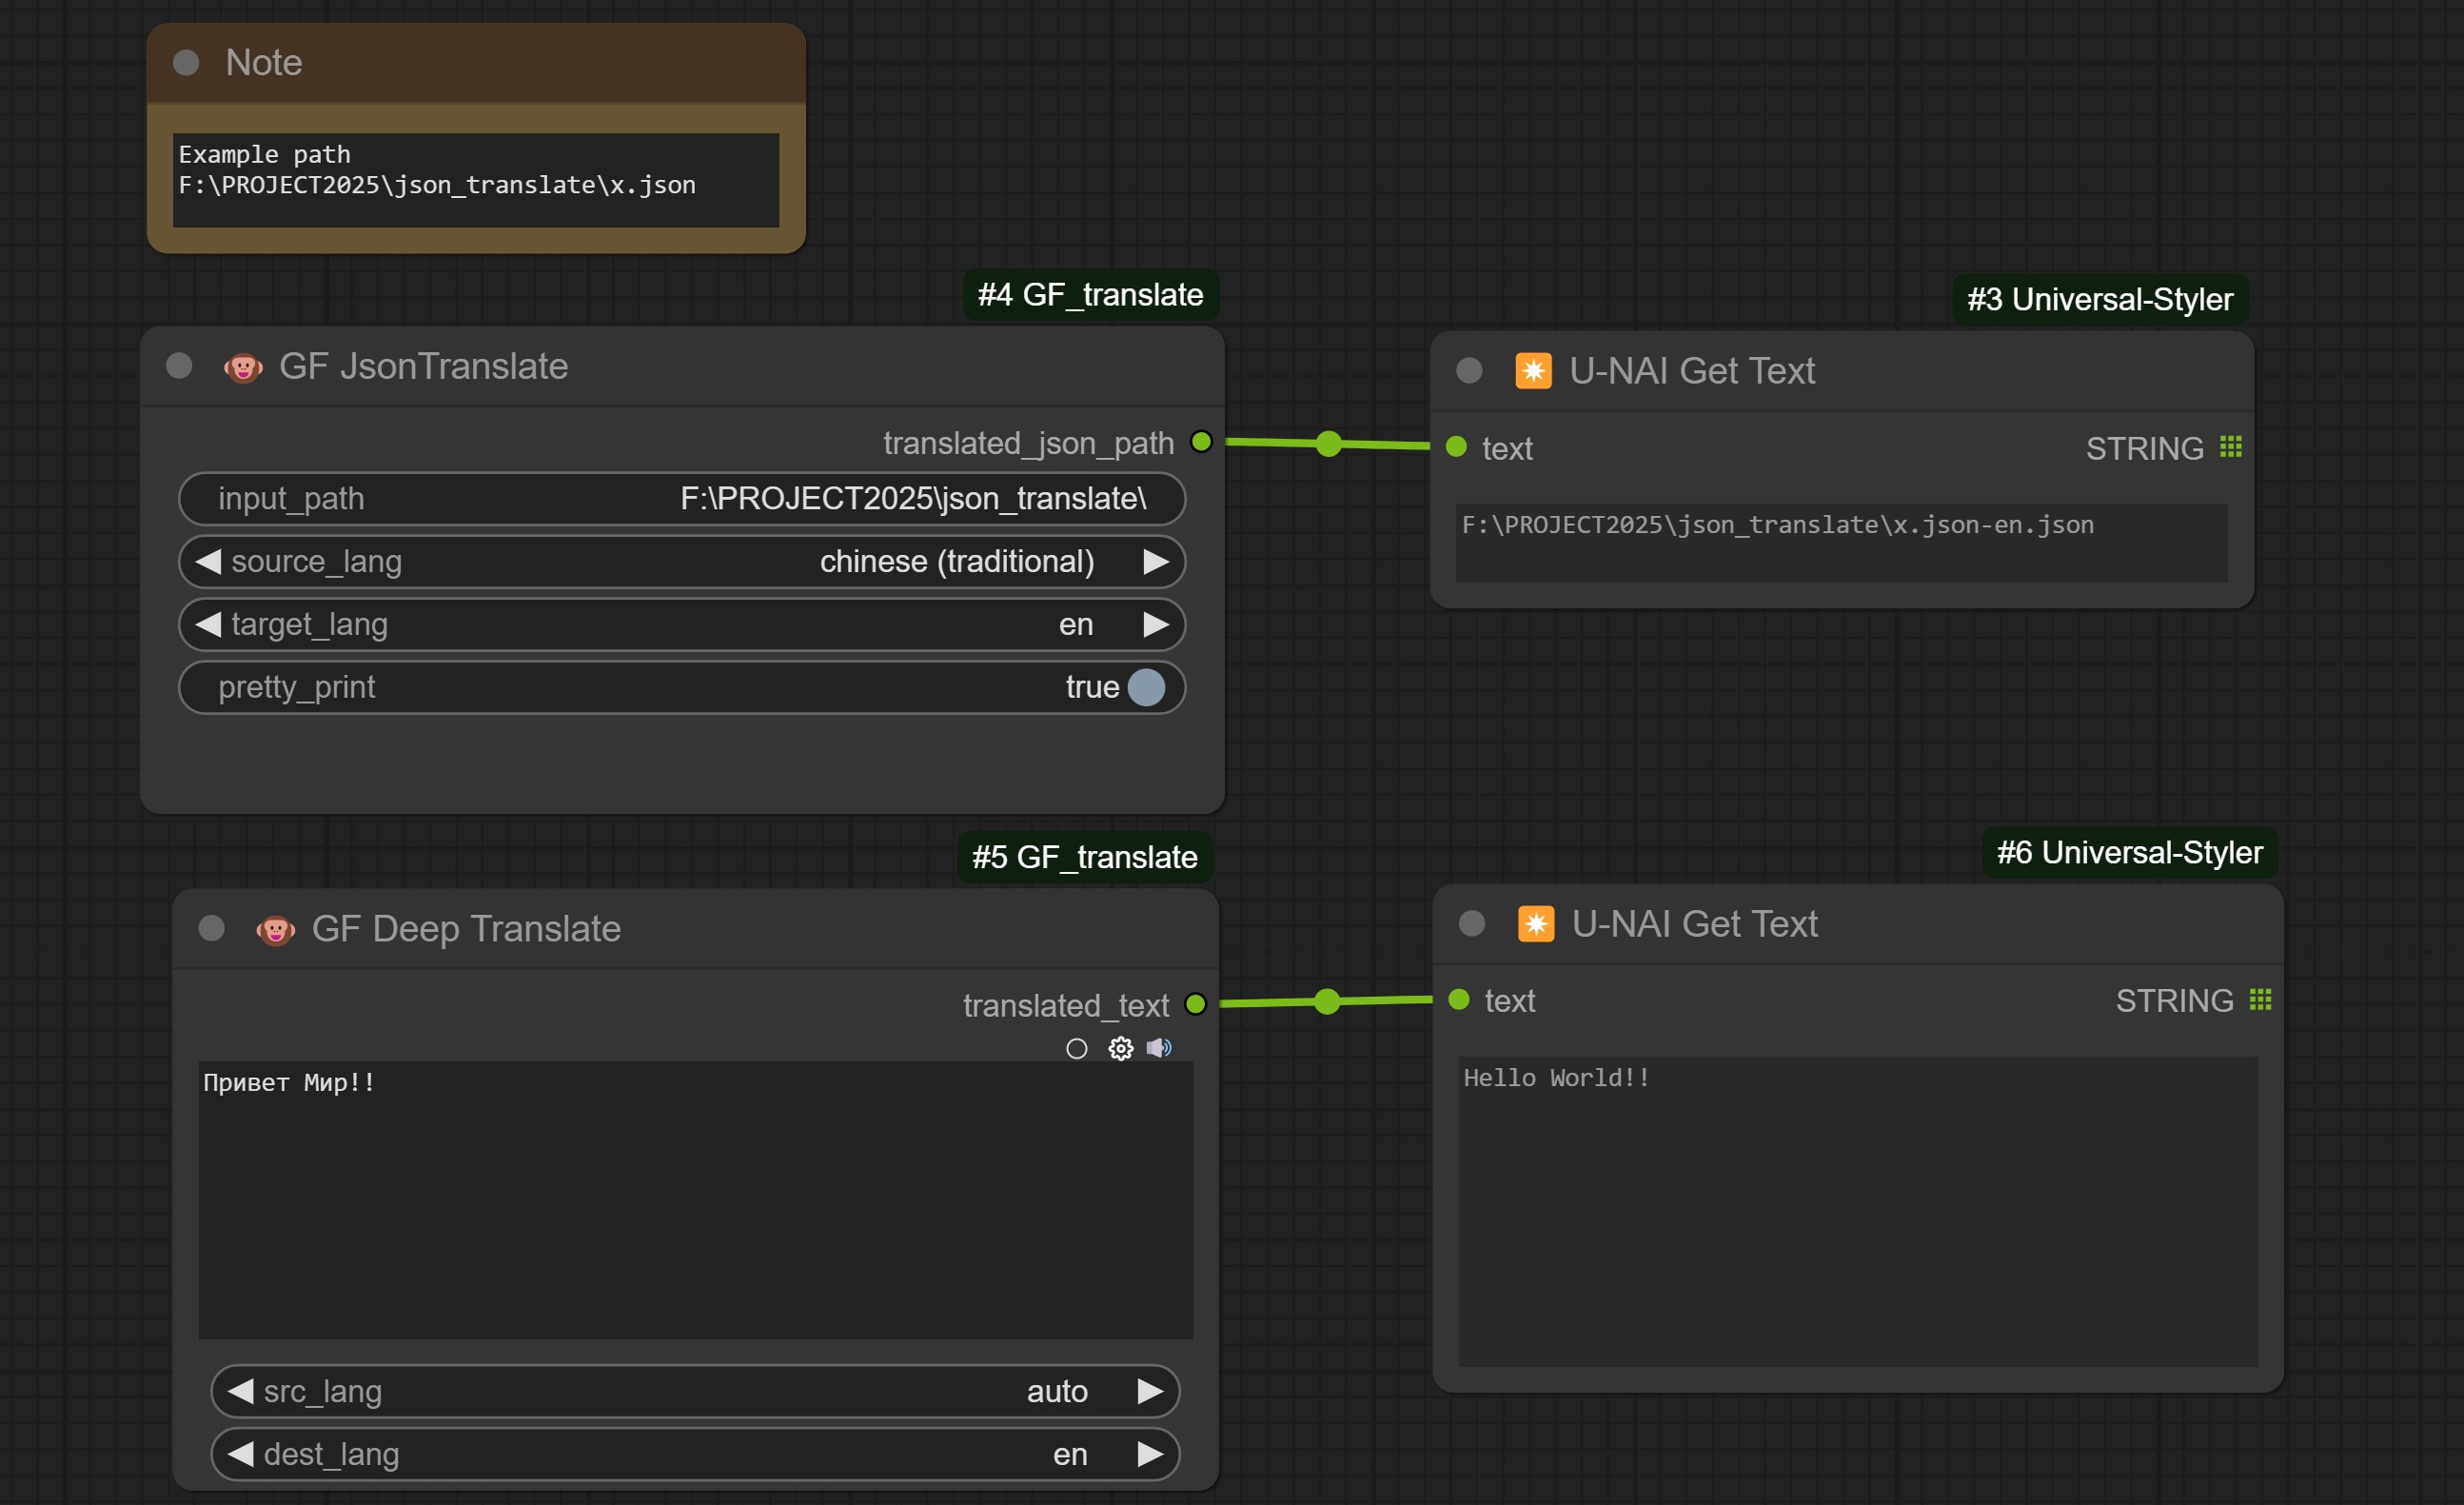 Note
Example path
F:\PROJECT2025\json_translate\x.json
#4 GF_translate
GF JsonTranslate
translated_json_path
input_path F:\PROJECT2025\json_translate\
source_lang chinese (traditional)
target_lang en
pretty_print true
#3 Universal-Styler
U-NAI Get Text
text STRING
F:\PROJECT2025\json_translate\x.json-en.json
#5 GF_translate
GF Deep Translate
translated_text
Привет Мир!!
src_lang auto
dest_lang en
#6 Universal-Styler
U-NAI Get Text
text STRING
Hello World!!